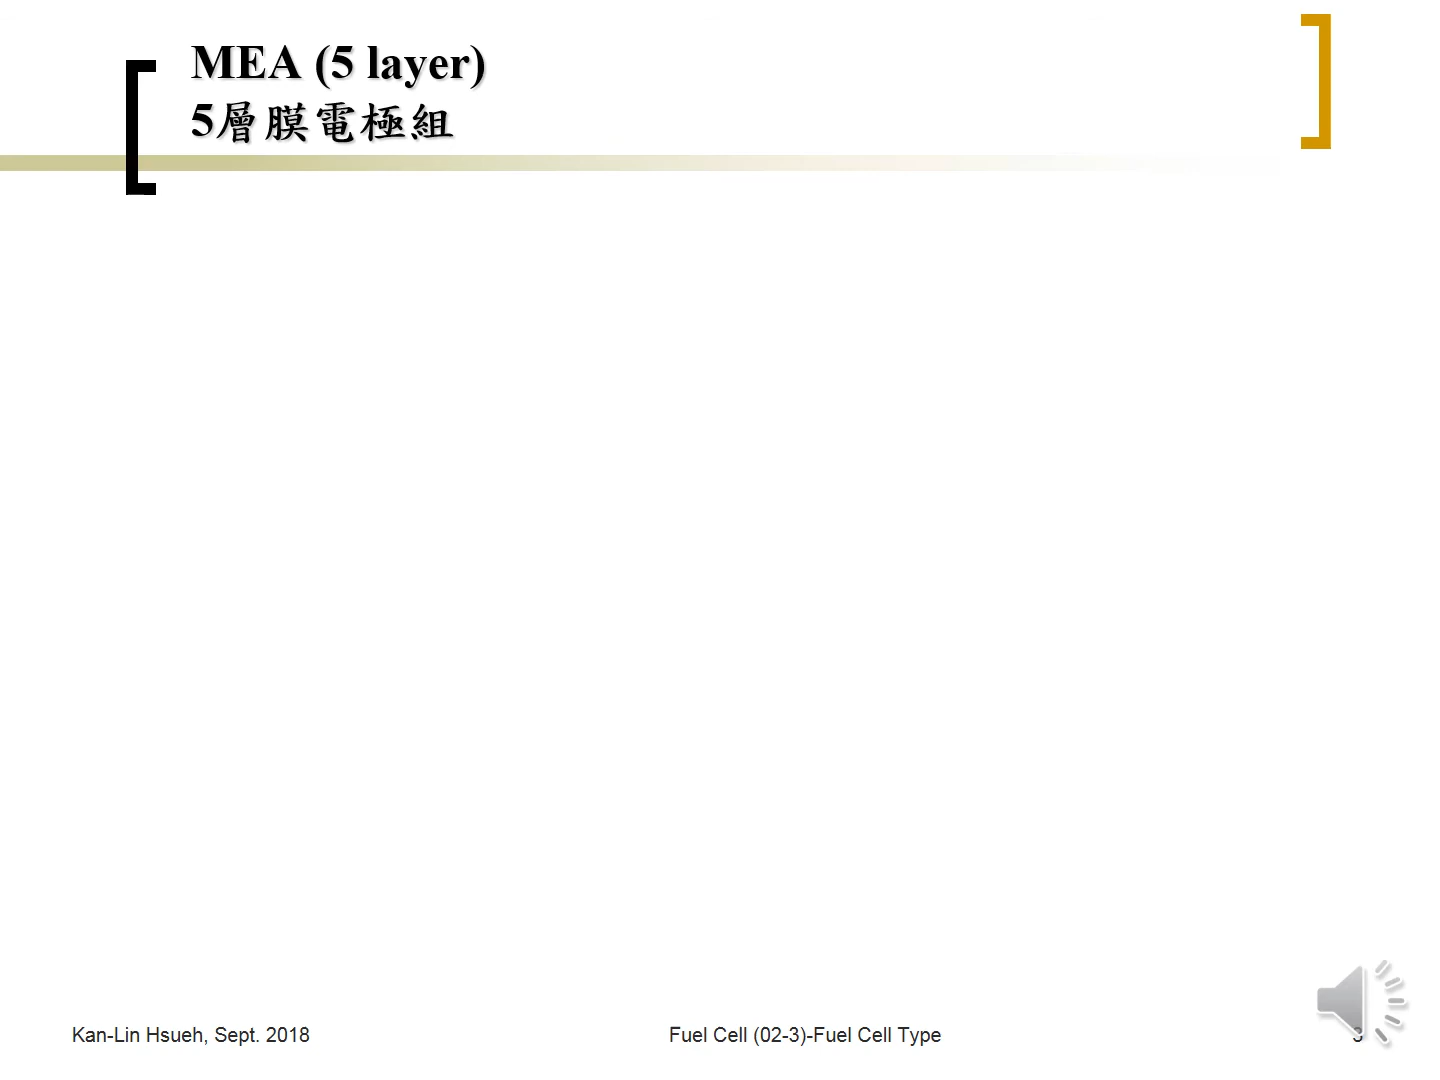 MEA (5 layer)
5層膜電極組
Kan-Lin Hsueh, Sept. 2018
Fuel Cell (02-3)-Fuel Cell Type
3